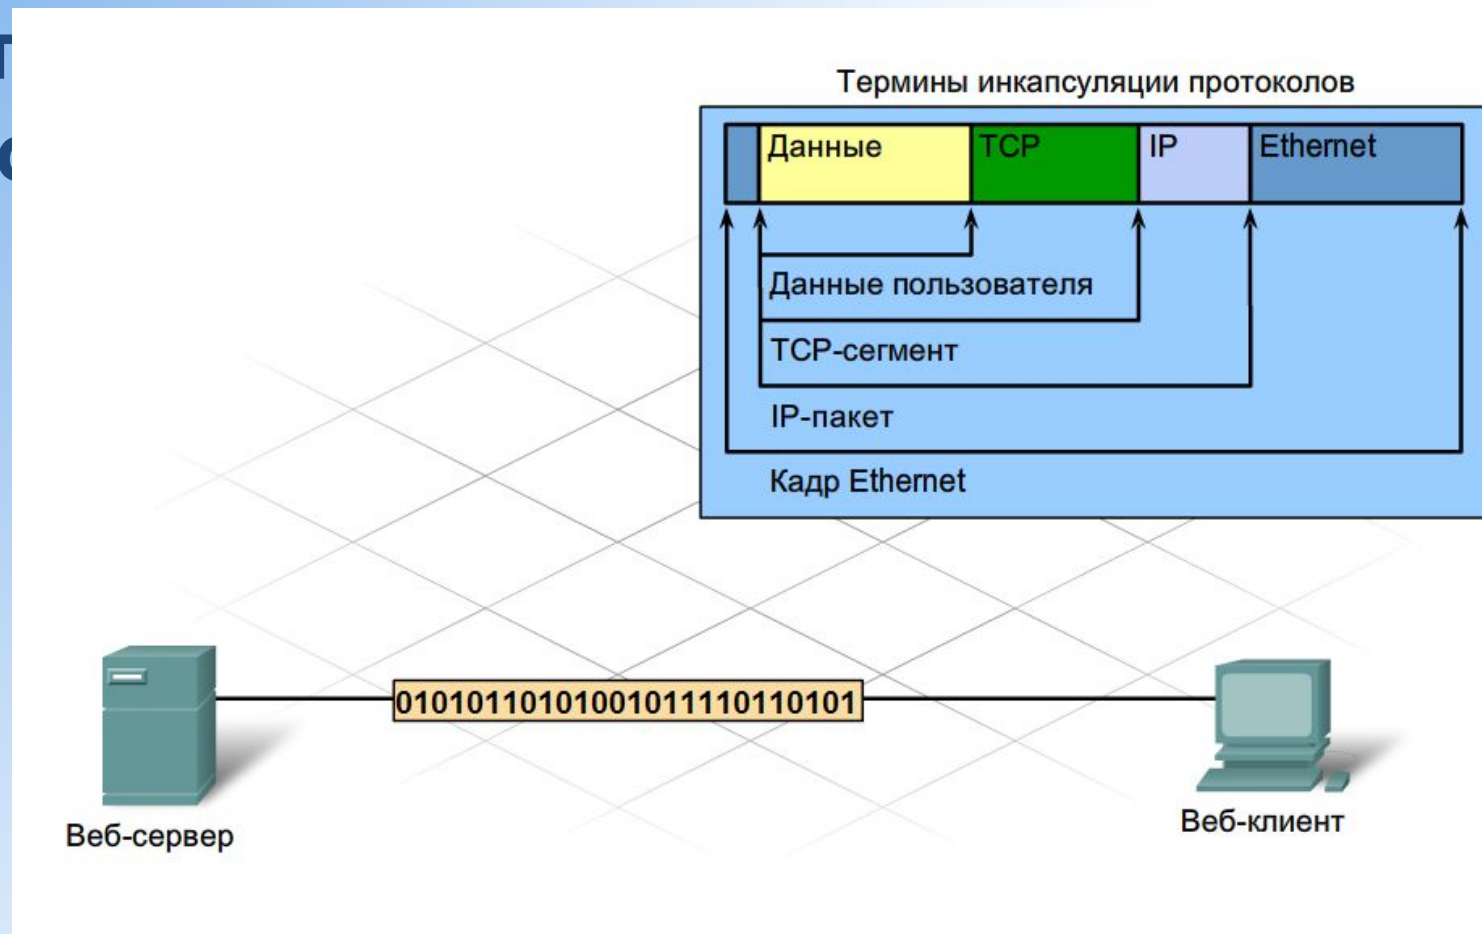 Термины инкапсуляции протоколов
Данные TCP IP Ethernet
Данные пользователя
TCP-сегмент
IP-пакет
Кадр Ethernet
01010110101001011110110101
Веб-сервер
Веб-клиент